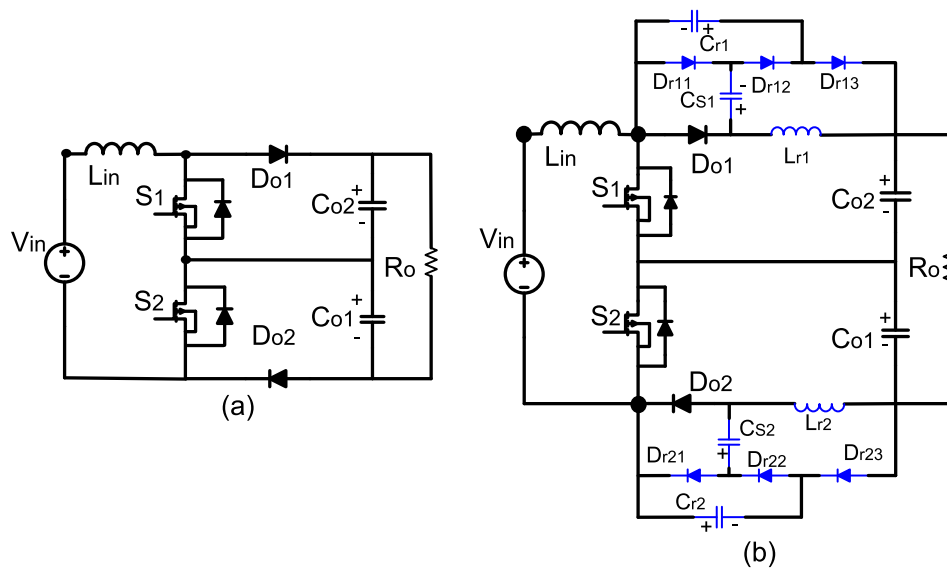 Lin
Do1
S1
Co2
+
-
Vin
+
-
Ro
S2
Co1
+
-
Do2
(a)
- +
Cr1
Dr11
Dr12
Dr13
CS1
-
+
Lin
Do1
Lr1
S1
Co2
+
-
Vin
+
-
Ro
S2
Co1
+
-
Do2
Lr2
CS2
+
Dr21
Dr22
Dr23
Cr2
+ -
(b)